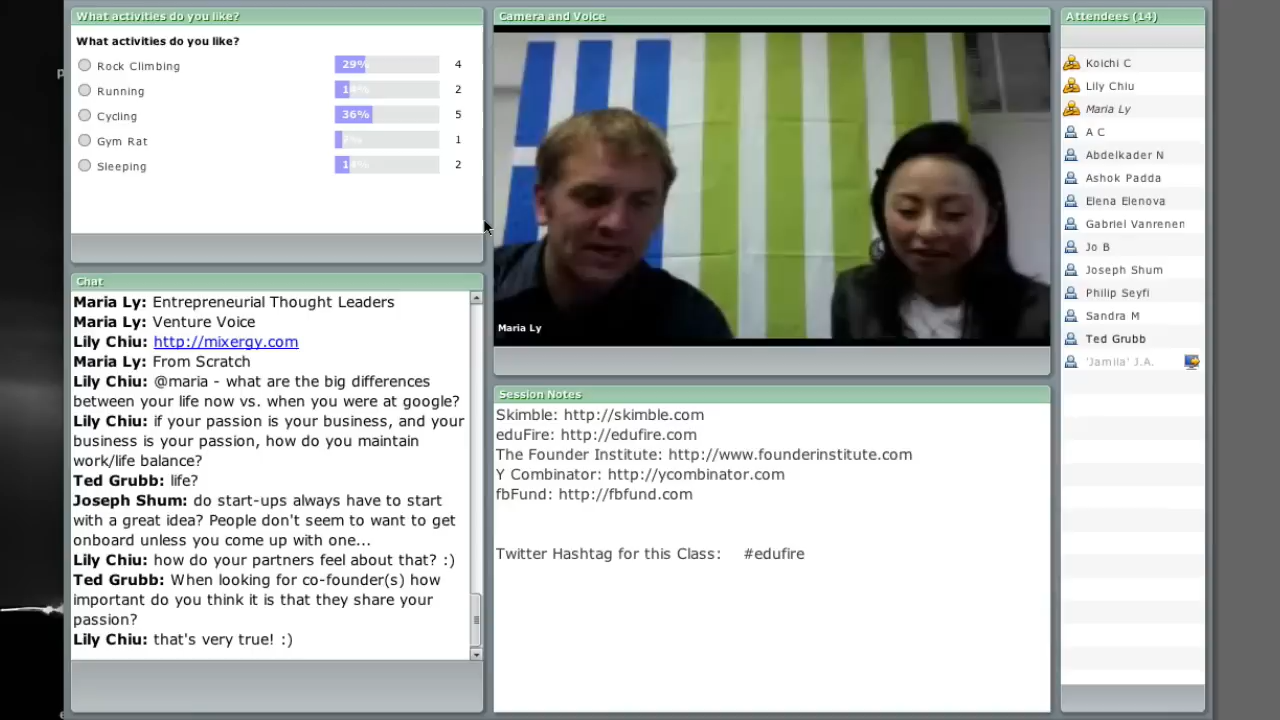 What activities do you like?
What activities do you like?
Rock Climbing 29% 4
Running 14% 2
Cycling 36% 5
Gym Rat 7% 1
Sleeping 14% 2
Chat
Maria Ly: Entrepreneurial Thought Leaders
Maria Ly: Venture Voice
Lily Chiu: http://mixergy.com
Maria Ly: From Scratch
Lily Chiu: @maria - what are the big differences
between your life now vs. when you were at google?
Lily Chiu: if your passion is your business, and your
business is your passion, how do you maintain
work/life balance?
Ted Grubb: life?
Joseph Shum: do start-ups always have to start
with a great idea? People don't seem to want to get
onboard unless you come up with one...
Lily Chiu: how do your partners feel about that? :)
Ted Grubb: When looking for co-founder(s) how
important do you think it is that they share your
passion?
Lily Chiu: that's very true! :)
Camera and Voice
Maria Ly
Session Notes
Skimble: http://skimble.com
eduFire: http://edufire.com
The Founder Institute: http://www.founderinstitute.com
Y Combinator: http://ycombinator.com
fbFund: http://fbfund.com
Twitter Hashtag for this Class: #edufire
Attendees (14)
Koichi C
Lily Chiu
Maria Ly
A C
Abdelkader N
Ashok Padda
Elena Elenova
Gabriel Vanrenen
Jo B
Joseph Shum
Philip Seyfi
Sandra M
Ted Grubb
'Jamila' J.A.